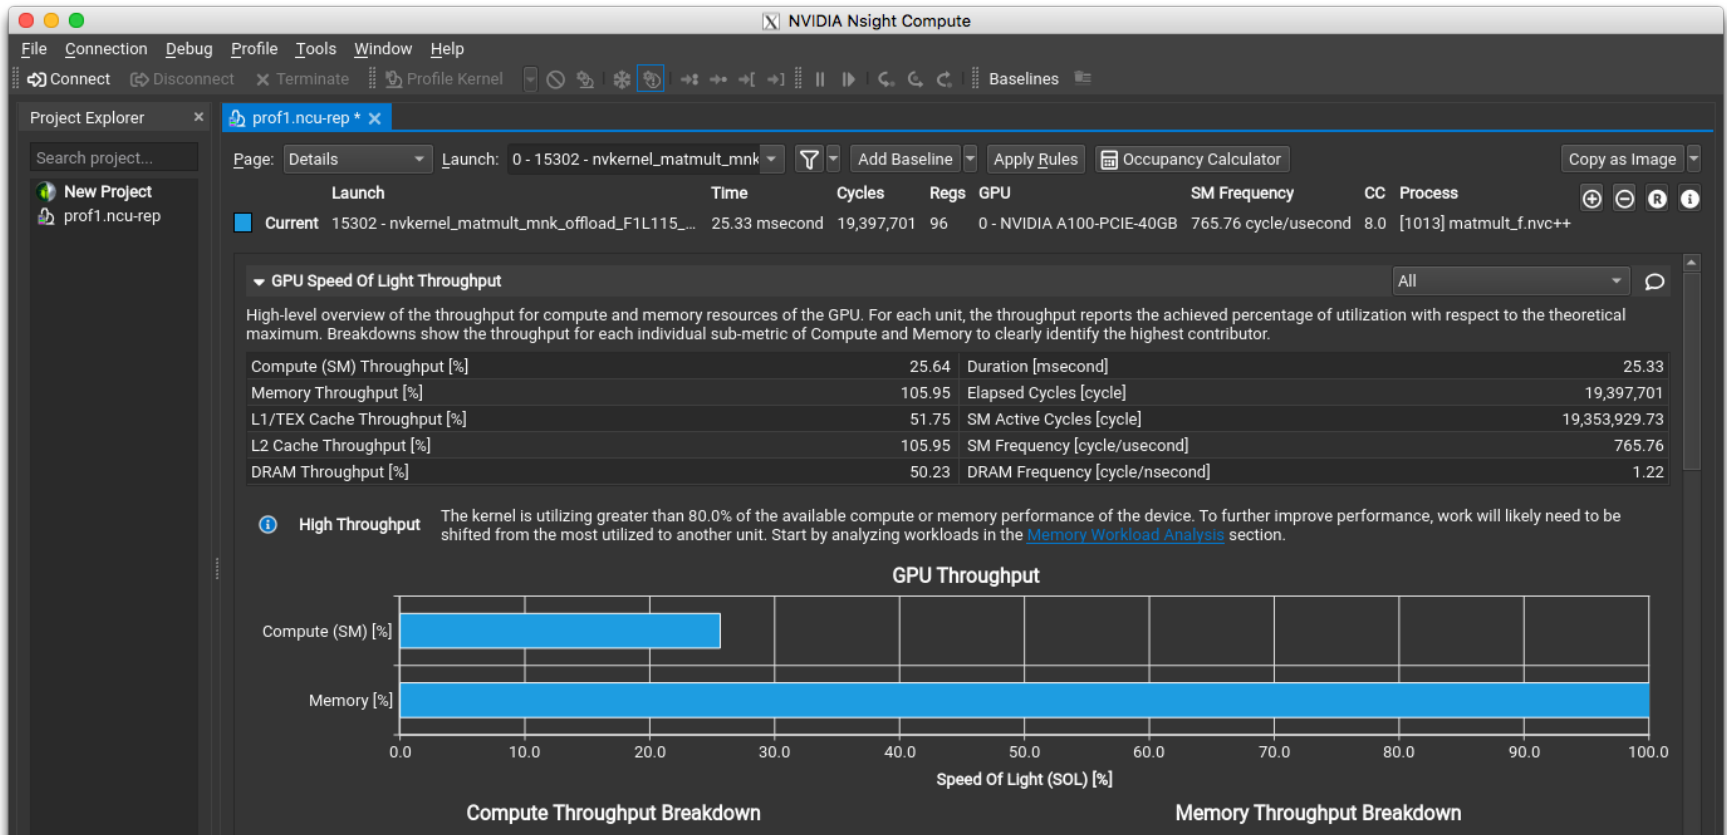 NVIDIA Nsight Compute
File Connection Debug Profile Tools Window Help
Connect Disconnect Terminate Profile Kernel Baselines
Project Explorer
Search project...
New Project
prof1.ncu-rep
prof1.ncu-rep *
Page: Details Launch: 0 - 15302 - nvkernel_matmult_mnk Add Baseline Apply Rules Occupancy Calculator Copy as Image
Launch Time Cycles Regs GPU SM Frequency CC Process
Current 15302 - nvkernel_matmult_mnk_offload_F1L115_... 25.33 msecond 19,397,701 96 0 - NVIDIA A100-PCIE-40GB 765.76 cycle/usecond 8.0 [1013] matmult_f.nvc++
GPU Speed Of Light Throughput All
High-level overview of the throughput for compute and memory resources of the GPU. For each unit, the throughput reports the achieved percentage of utilization with respect to the theoretical
maximum. Breakdowns show the throughput for each individual sub-metric of Compute and Memory to clearly identify the highest contributor.
Compute (SM) Throughput [%] 25.64 Duration [msecond] 25.33
Memory Throughput [%] 105.95 Elapsed Cycles [cycle] 19,397,701
L1/TEX Cache Throughput [%] 51.75 SM Active Cycles [cycle] 19,353,929.73
L2 Cache Throughput [%] 105.95 SM Frequency [cycle/usecond] 765.76
DRAM Throughput [%] 50.23 DRAM Frequency [cycle/nsecond] 1.22
High Throughput
The kernel is utilizing greater than 80.0% of the available compute or memory performance of the device. To further improve performance, work will likely need to be
shifted from the most utilized to another unit. Start by analyzing workloads in the Memory Workload Analysis section.
GPU Throughput
Compute (SM) [%]
Memory [%]
0.0 10.0 20.0 30.0 40.0 50.0 60.0 70.0 80.0 90.0 100.0
Speed Of Light (SOL) [%]
Compute Throughput Breakdown Memory Throughput Breakdown